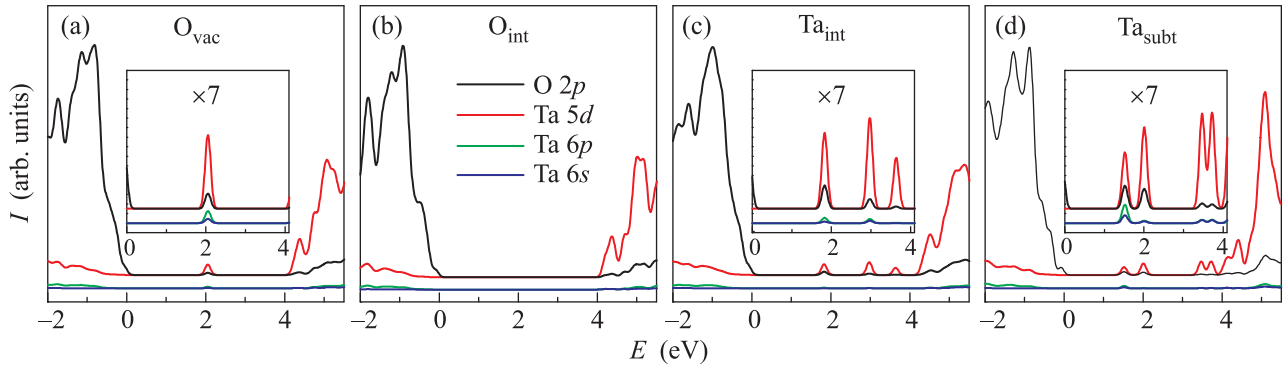 (a) O_vac
×7
0 2 4
−2 0 2 4
I (arb. units)
(b) O_int
O 2p
Ta 5d
Ta 6p
Ta 6s
−2 0 2 4
(c) Ta_int
×7
0 2 4
−2 0 2 4
(d) Ta_subt
×7
0 1 2 3 4
−2 0 2 4
E (eV)